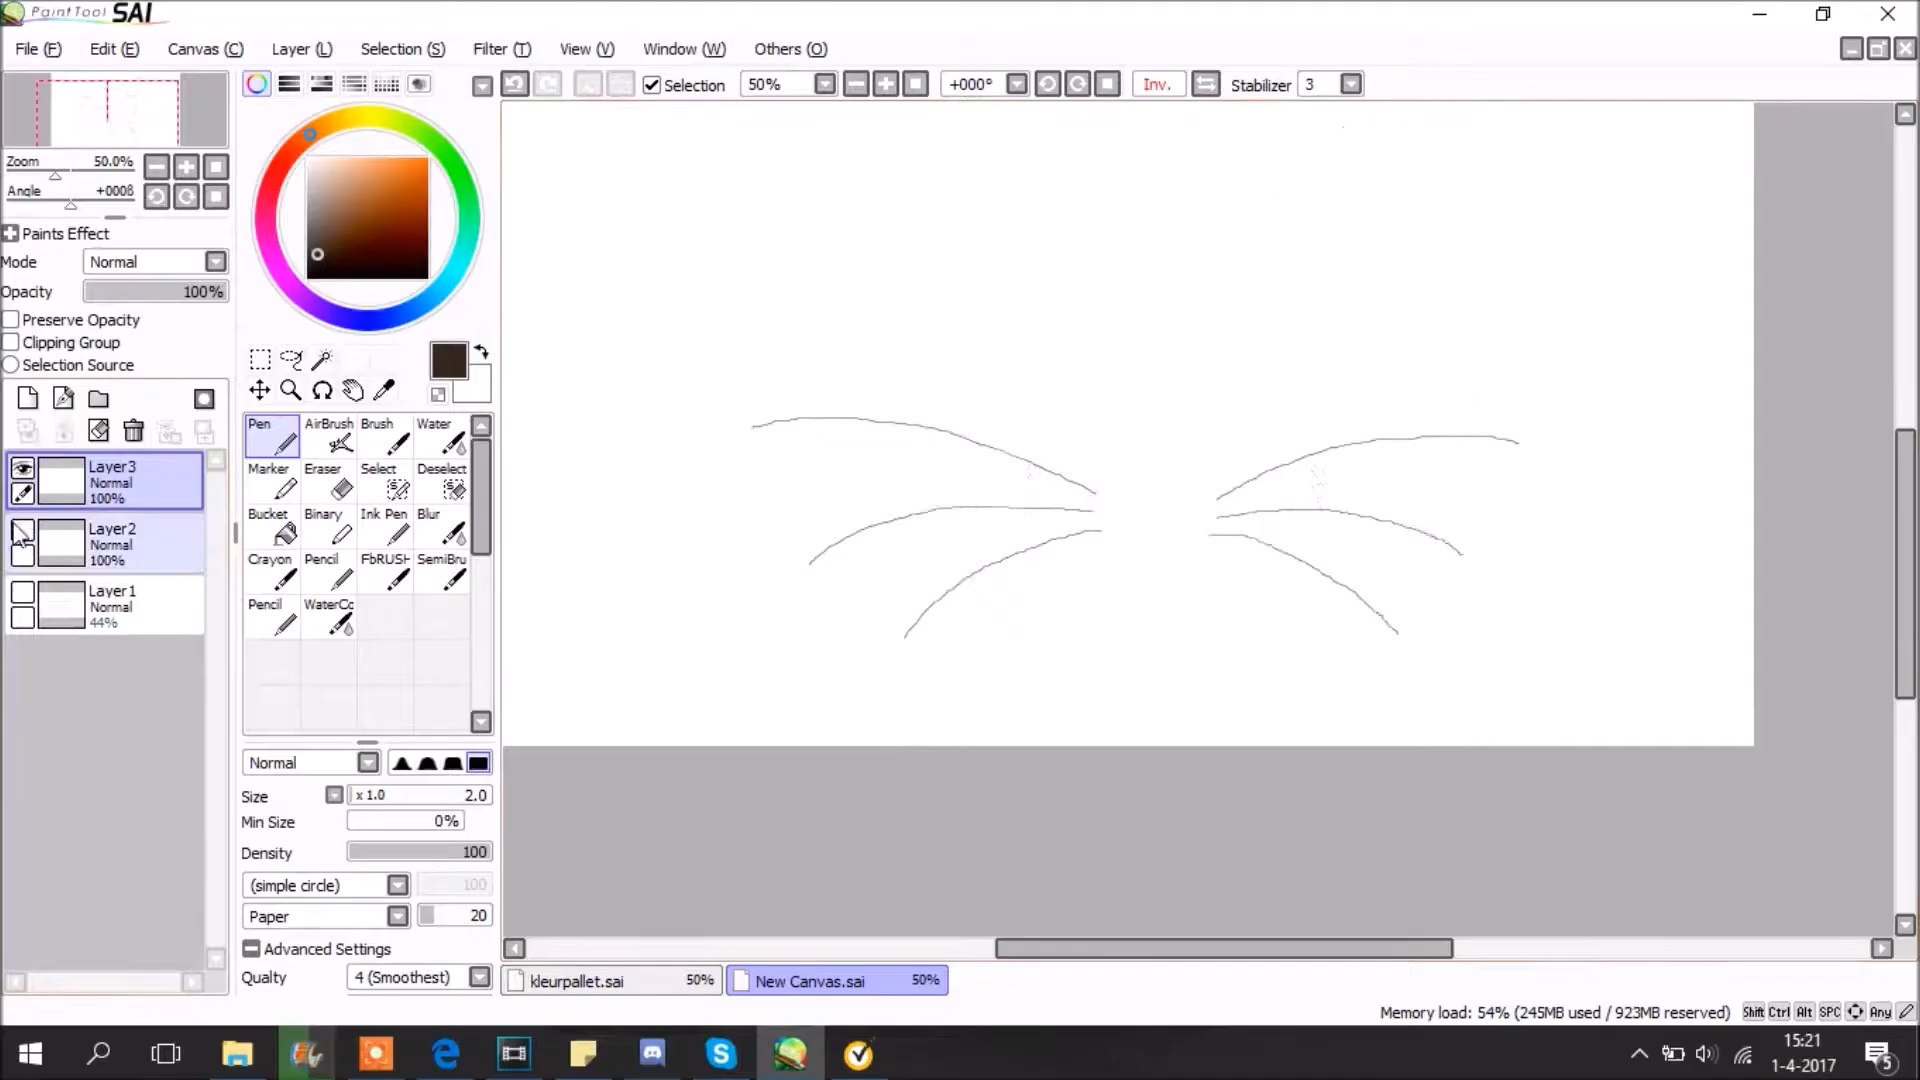 PaintTool SAI
File (F) Edit (E) Canvas (C) Layer (L) Selection (S) Filter (T) View (V) Window (W) Others (O)
Selection 50% +000° Inv. Stabilizer 3
Zoom 50.0%
Angle +000ß
Paints Effect
Mode Normal
Opacity 100%
Preserve Opacity
Clipping Group
Selection Source
Layer3
Normal
100%
Layer2
Normal
100%
Layer1
Normal
44%
Pen AirBrush Brush Water
Marker Eraser Select Deselect
Bucket Binary Ink Pen Blur
Crayon Pencil FbRUSH SemiBru
Pencil WaterCo
Normal
Size x 1.0 2.0
Min Size 0%
Density 100
(simple circle) 100
Paper 20
Advanced Settings
Qualty 4 (Smoothest)
kleurpallet.sai 50% New Canvas.sai 50%
Memory load: 54% (245MB used / 923MB reserved) Shift Ctrl Alt SPC Any
15:21
1-4-2017
5